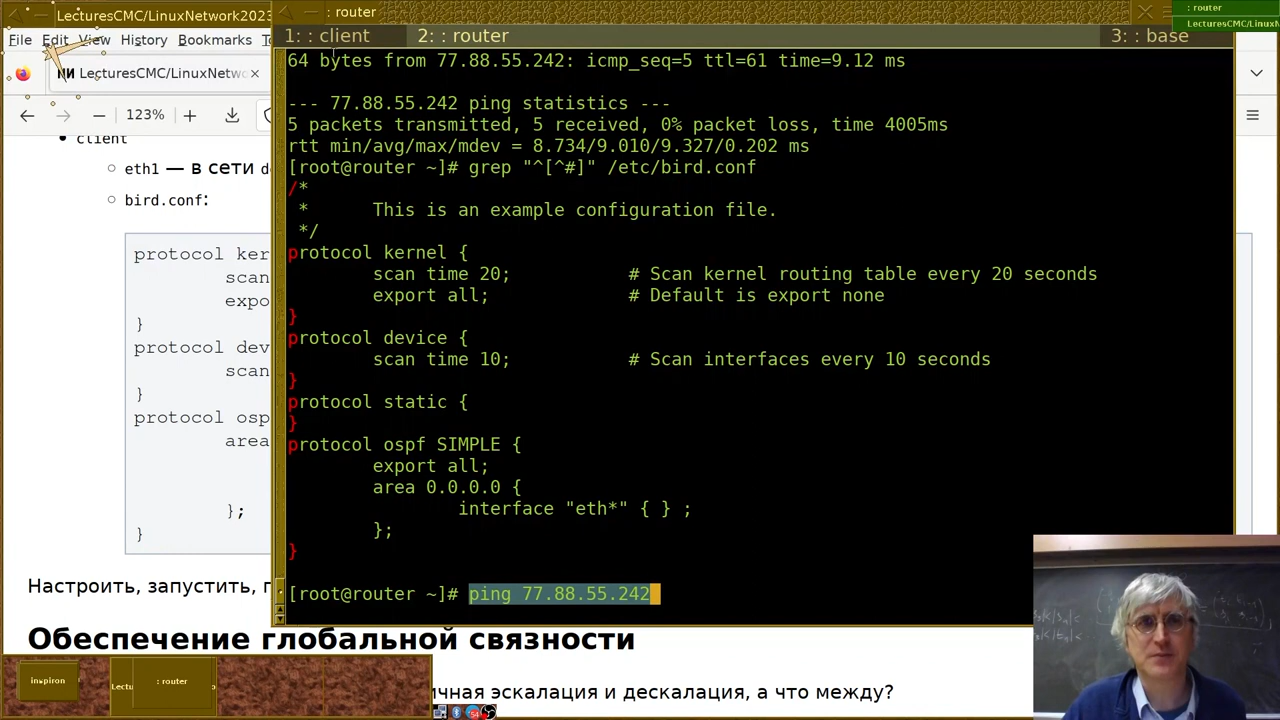 LecturesCMC/LinuxNetwork2023
: router
: router
LecturesCMC/LinuxNetwork2023
File Edit View History Bookmarks
1: : client
2: : router
3: : base
LecturesCMC/LinuxNetwo
123%
client
eth1 — в сети
bird.conf:
protocol ker
scan
expo
}
protocol dev
scan
}
protocol osp
area
};
}
64 bytes from 77.88.55.242: icmp_seq=5 ttl=61 time=9.12 ms
--- 77.88.55.242 ping statistics ---
5 packets transmitted, 5 received, 0% packet loss, time 4005ms
rtt min/avg/max/mdev = 8.734/9.010/9.327/0.202 ms
[root@router ~]# grep "^[^#]" /etc/bird.conf
/*
 *      This is an example configuration file.
 */
protocol kernel {
        scan time 20;           # Scan kernel routing table every 20 seconds
        export all;             # Default is export none
}
protocol device {
        scan time 10;           # Scan interfaces every 10 seconds
}
protocol static {
}
protocol ospf SIMPLE {
        export all;
        area 0.0.0.0 {
                interface "eth*" { } ;
        };
}
[root@router ~]# ping 77.88.55.242
Настроить, запустить,
Обеспечение глобальной связности
ичная эскалация и дескалация, а что между?
inspiron
Lectu
: router
54